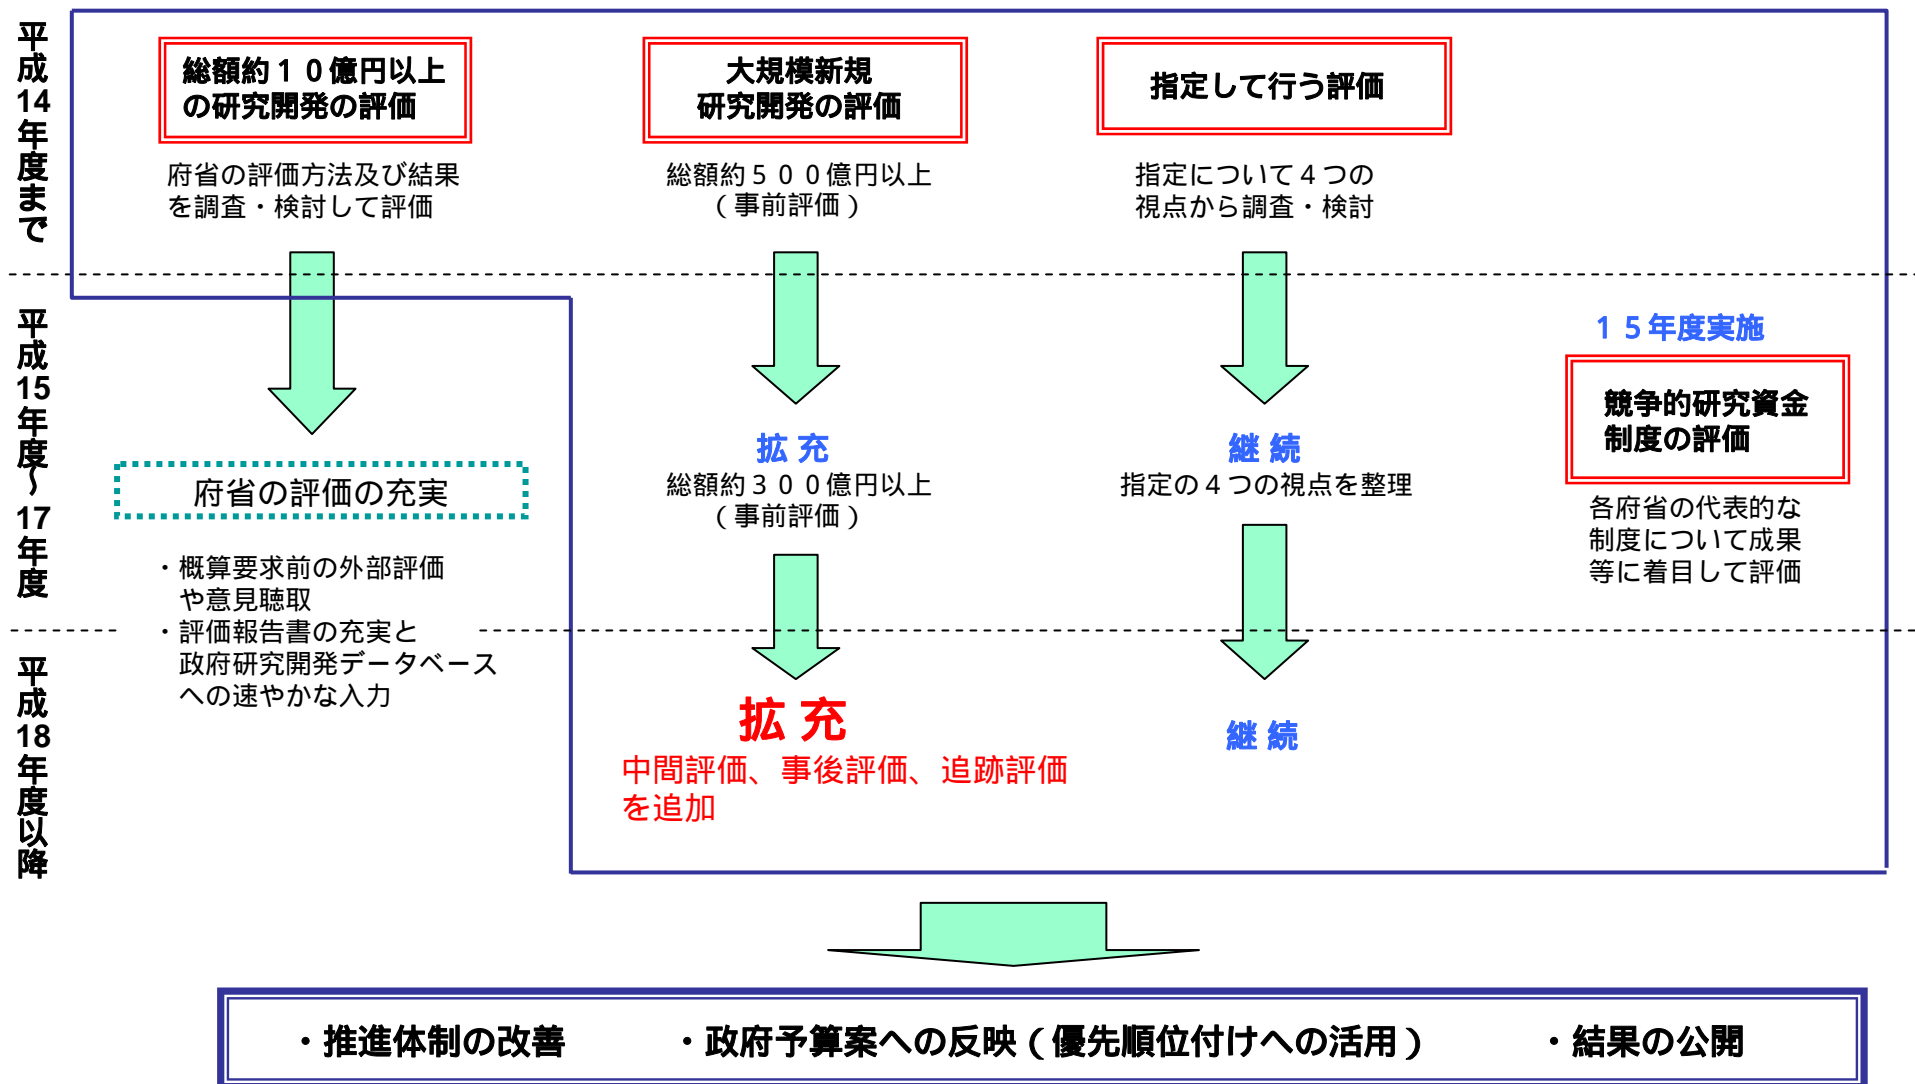 平成14年度まで
総額約１０億円以上
の研究開発の評価
府省の評価方法及び結果
を調査・検討して評価
大規模新規
研究開発の評価
総額約５００億円以上
（事前評価）
指定して行う評価
指定について４つの
視点から調査・検討
平成15年度～17年度
府省の評価の充実
・概算要求前の外部評価
や意見聴取
・評価報告書の充実と
政府研究開発データベース
への速やかな入力
拡充
総額約３００億円以上
（事前評価）
継続
指定の４つの視点を整理
１５年度実施
競争的研究資金
制度の評価
各府省の代表的な
制度について成果
等に着目して評価
平成18年度以降
拡充
中間評価、事後評価、追跡評価
を追加
継続
・推進体制の改善　・政府予算案への反映（優先順位付けへの活用）　・結果の公開